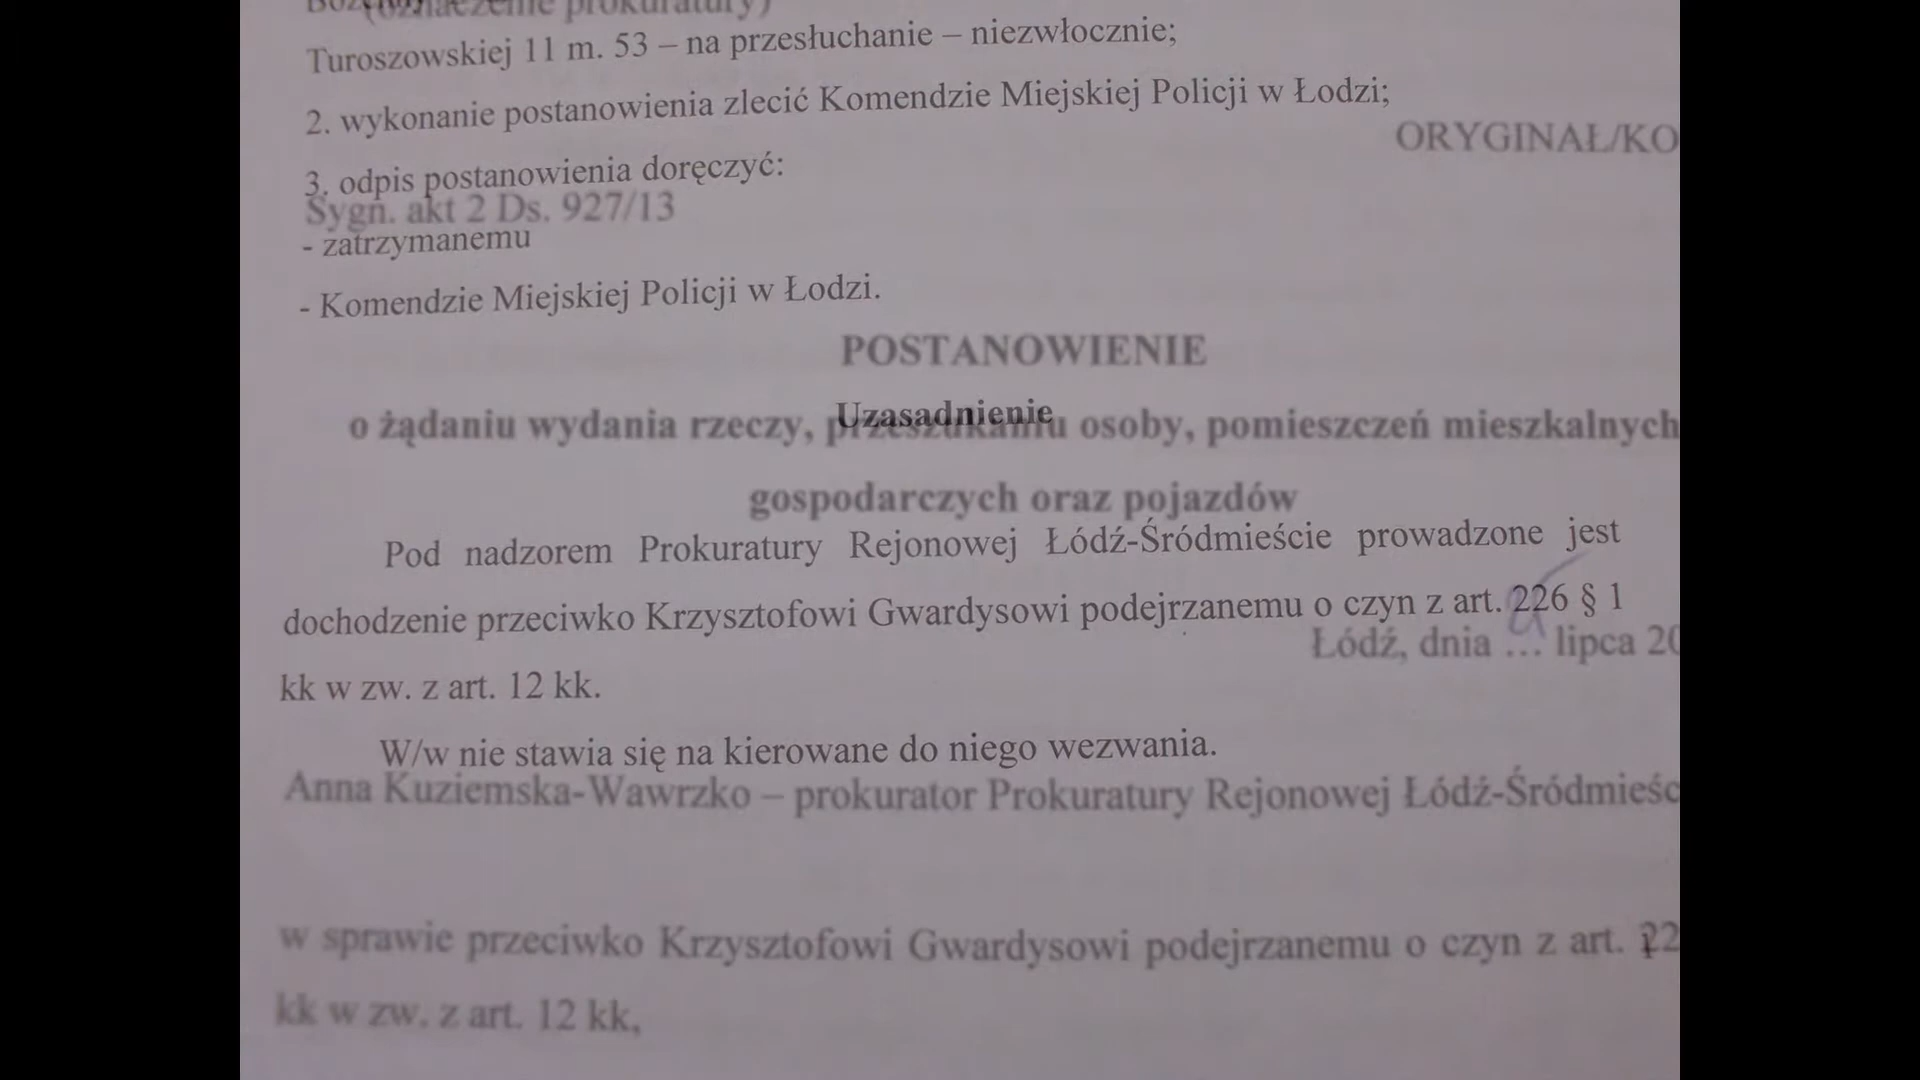 (oznaczenie prokuratury)
Turoszowskiej 11 m. 53 – na przesłuchanie – niezwłocznie;
2. wykonanie postanowienia zlecić Komendzie Miejskiej Policji w Łodzi;
ORYGINAŁ/KO
3. odpis postanowienia doręczyć:
Sygn. akt 2 Ds. 927/13
- zatrzymanemu
- Komendzie Miejskiej Policji w Łodzi.
POSTANOWIENIE
Uzasadnienie
o żądaniu wydania rzeczy, przeszukaniu osoby, pomieszczeń mieszkalnych
gospodarczych oraz pojazdów
Pod nadzorem Prokuratury Rejonowej Łódź-Śródmieście prowadzone jest
dochodzenie przeciwko Krzysztofowi Gwardysowi podejrzanemu o czyn z art. 226 § 1
Łódź, dnia ... lipca 20
kk w zw. z art. 12 kk.
W/w nie stawia się na kierowane do niego wezwania.
Anna Kuziemska-Wawrzko – prokurator Prokuratury Rejonowej Łódź-Śródmieśc
w sprawie przeciwko Krzysztofowi Gwardysowi podejrzanemu o czyn z art. 22
kk w zw. z art. 12 kk,